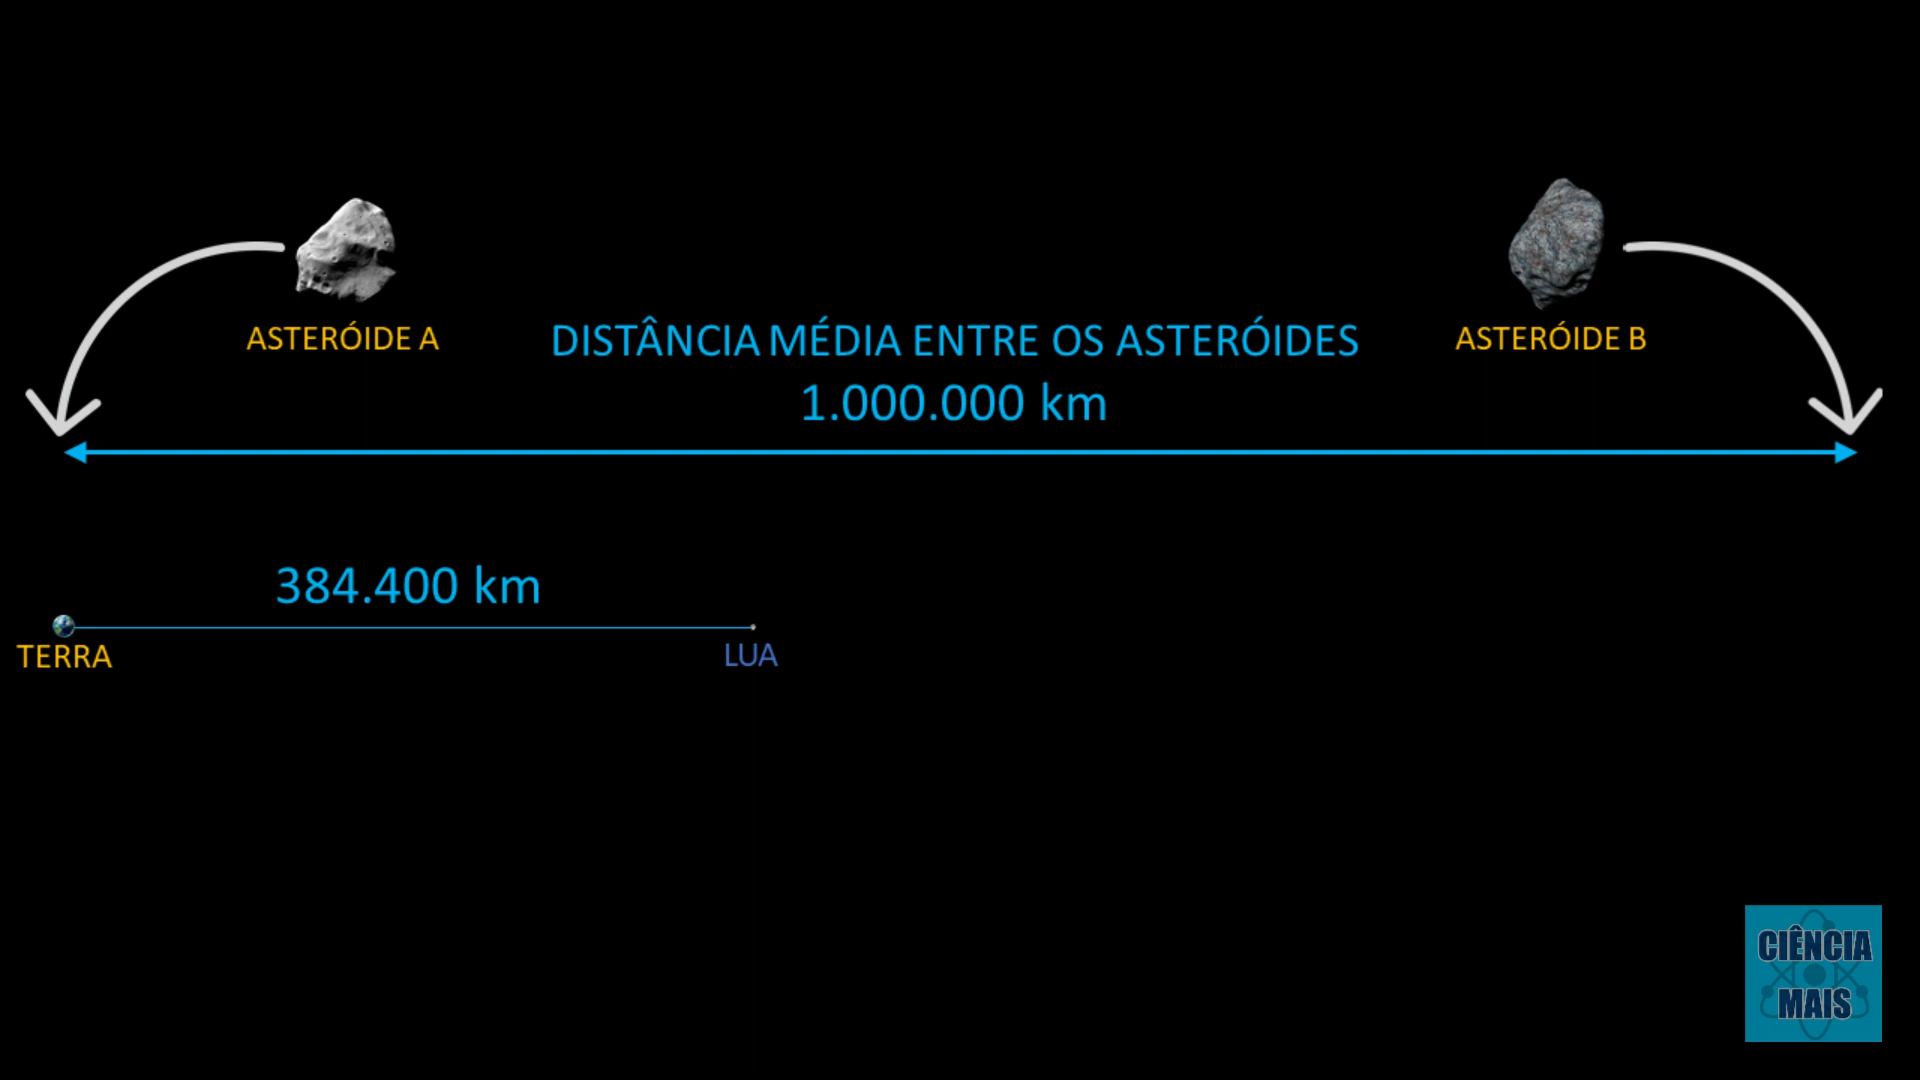 ASTERÓIDE A
DISTÂNCIA MÉDIA ENTRE OS ASTERÓIDES
1.000.000 km
ASTERÓIDE B
384.400 km
TERRA
LUA
CIÊNCIA
MAIS